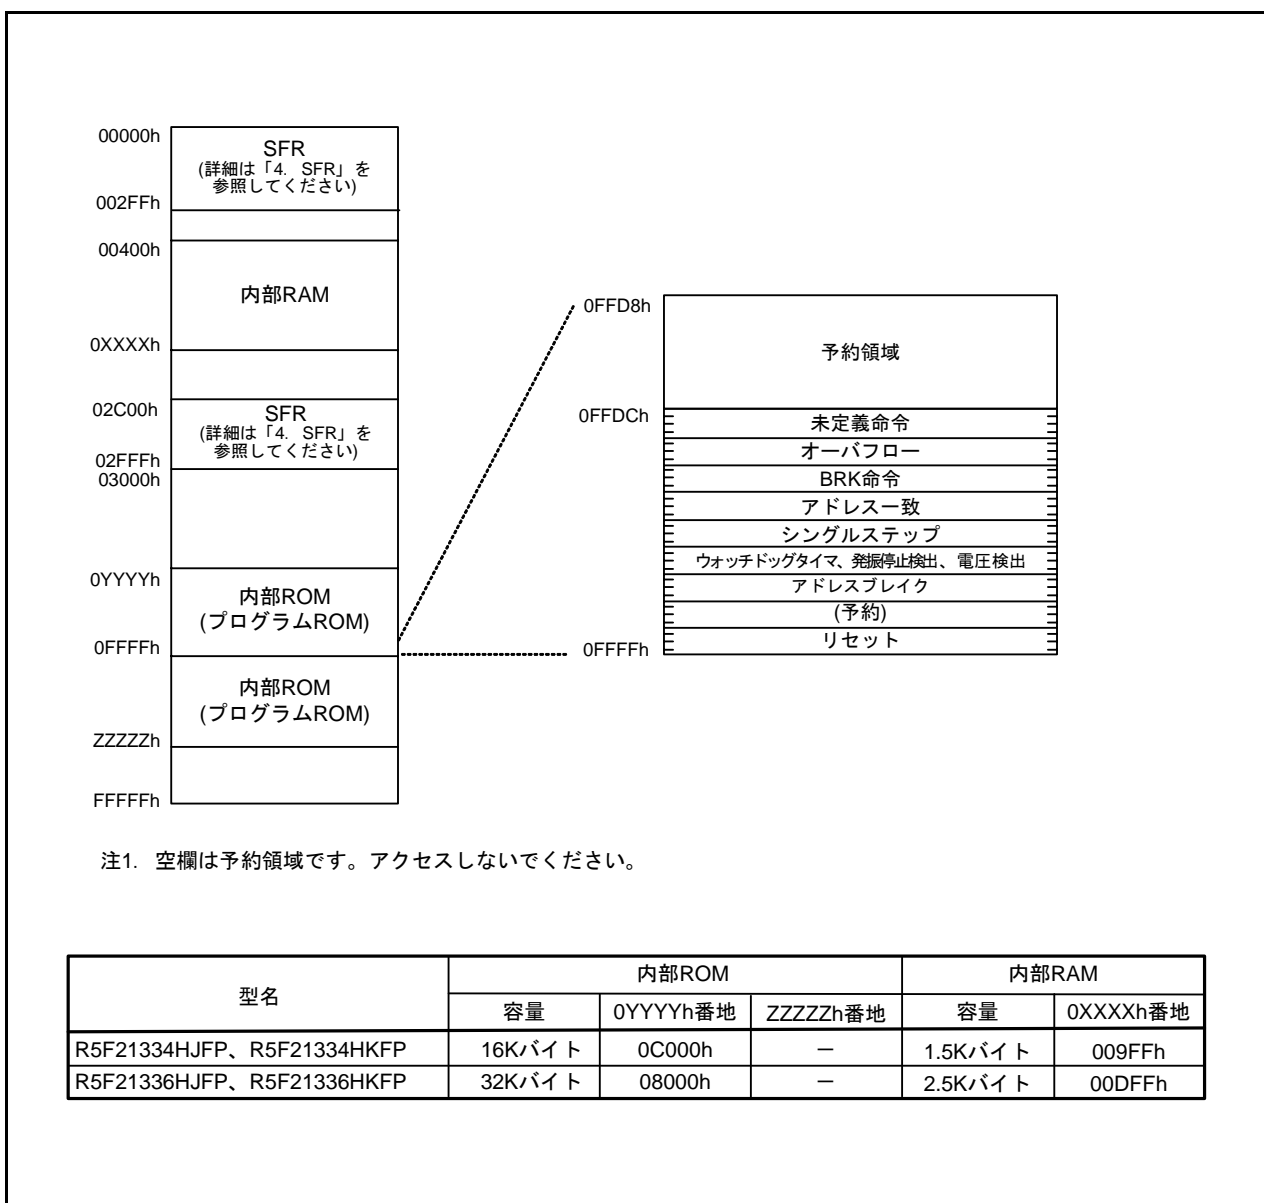 00000h
SFR
(詳細は「4. SFR」を
参照してください)
002FFh
00400h
内部RAM
0XXXXh
02C00h
SFR
(詳細は「4. SFR」を
参照してください)
02FFFh
03000h
0YYYYh
内部ROM
(プログラムROM)
0FFFFh
内部ROM
(プログラムROM)
ZZZZZh
FFFFFh
0FFD8h
予約領域
0FFDCh
未定義命令
オーバフロー
BRK命令
アドレス一致
シングルステップ
ウォッチドッグタイマ、発振停止検出、電圧検出
アドレスブレイク
(予約)
リセット
0FFFFh
注1. 空欄は予約領域です。アクセスしないでください。
型名 内部ROM 内部RAM
容量 0YYYYh番地 ZZZZZh番地 容量 0XXXXh番地
R5F21334HJFP、R5F21334HKFP 16Kバイト 0C000h － 1.5Kバイト 009FFh
R5F21336HJFP、R5F21336HKFP 32Kバイト 08000h － 2.5Kバイト 00DFFh